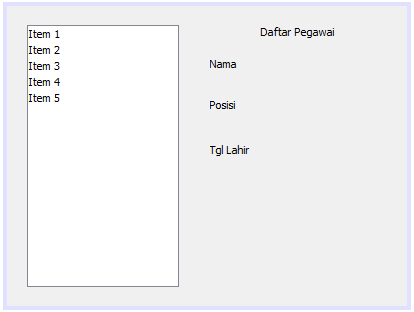 Item 1
Item 2
Item 3
Item 4
Item 5
Daftar Pegawai
Nama
Posisi
Tgl Lahir